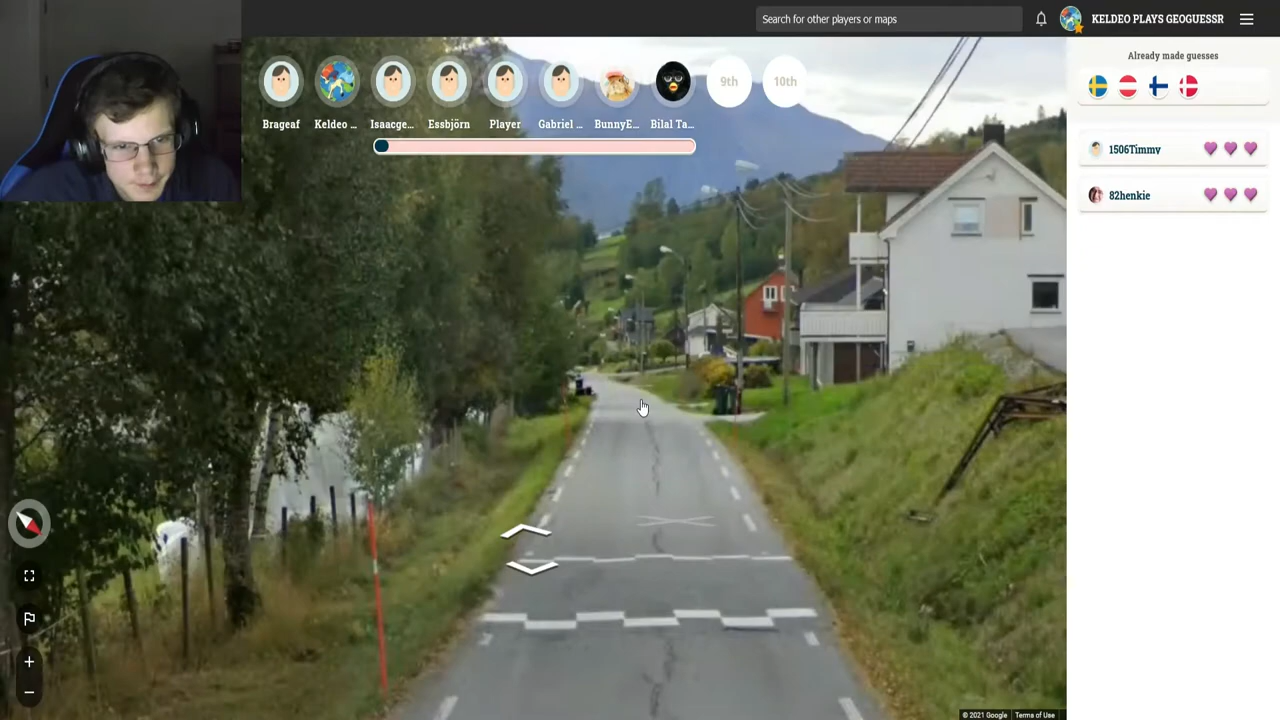 Search for other players or maps
KELDEO PLAYS GEOGUESSR
Already made guesses
9th
10th
Brageaf
Keldeo ...
Isaacge...
Essbjörn
Player
Gabriel ...
BunnyE...
Bilal Ta...
1506Timmy
82henkie
© 2021 Google
Terms of Use